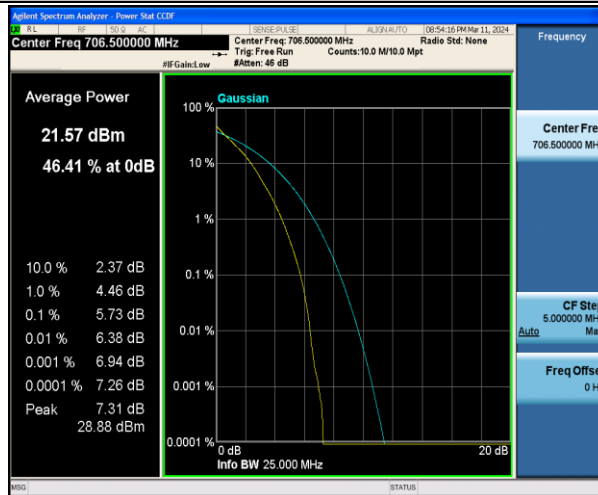 Agilent Spectrum Analyzer - Power Stat CCDF
RL RF 50 Ω AC SENSE:PULSE ALIGNAUTO 08:54:16 PM Mar 11, 2024
Center Freq 706.500000 MHz
Center Freq: 706.500000 MHz Radio Std: None
Trig: Free Run Counts:10.0 M/10.0 Mpt
#IFGain:Low #Atten: 46 dB
Frequency
Average Power
21.57 dBm
46.41 % at 0dB
10.0 % 2.37 dB
1.0 % 4.46 dB
0.1 % 5.73 dB
0.01 % 6.38 dB
0.001 % 6.94 dB
0.0001 % 7.26 dB
Peak 7.31 dB
28.88 dBm
Gaussian
100 %
10 %
1 %
0.1 %
0.01 %
0.001 %
0.0001 %
0 dB 20 dB
Info BW 25.000 MHz
Center Fre
706.500000 MH
CF Ste
5.000000 MH
Auto Ma
Freq Offse
0 H
MSG STATUS